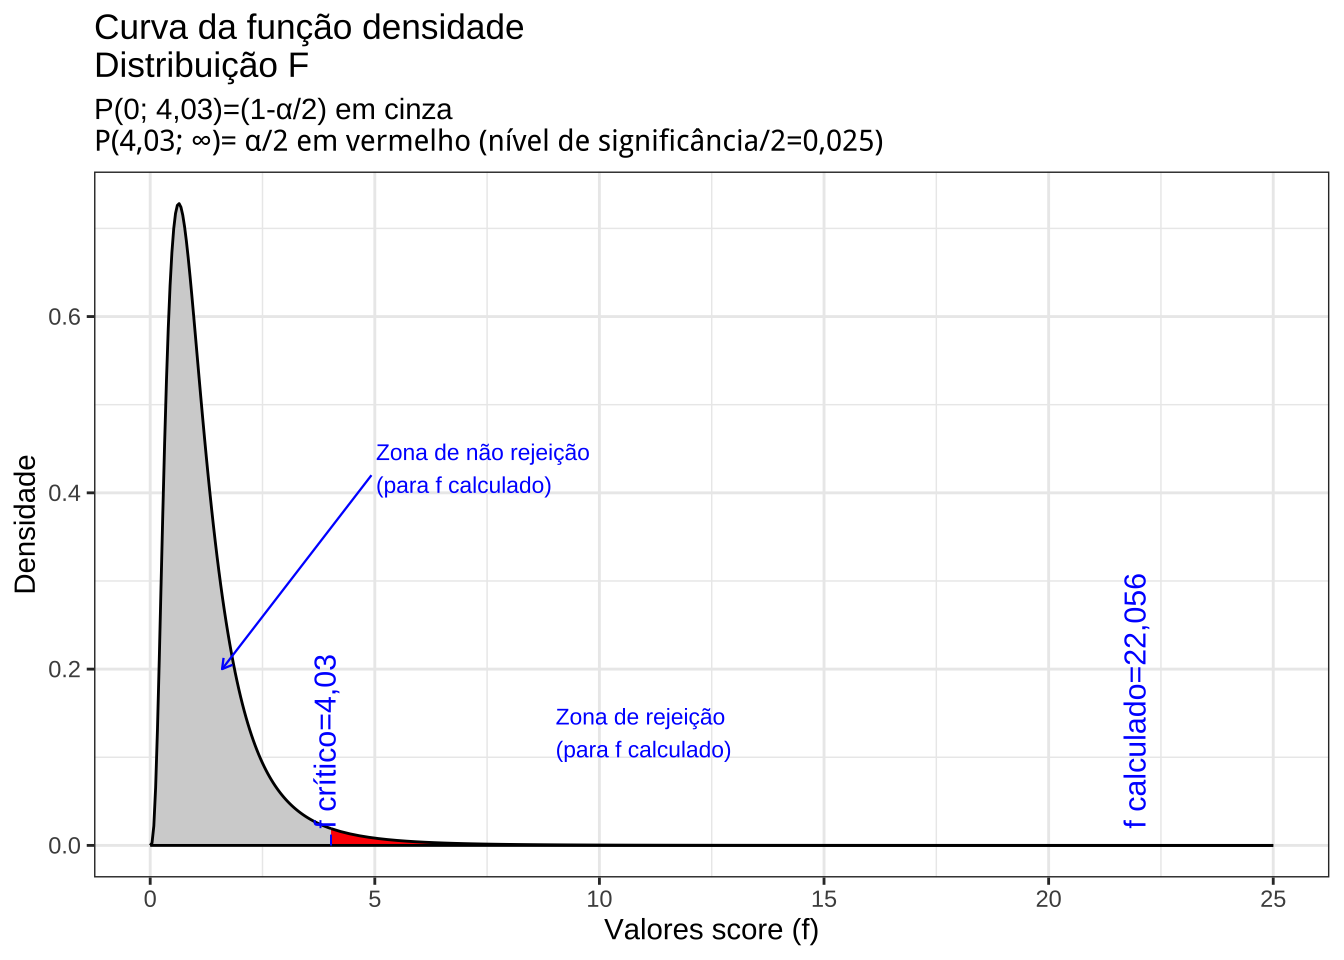 Curva da função densidade
Distribuição F
P(0; 4,03)=(1-α/2) em cinza
P(4,03; ∞)= α/2 em vermelho (nível de significância/2=0,025)
Densidade
0.6
0.4
0.2
0.0
Zona de não rejeição
(para f calculado)
f crítico=4,03
Zona de rejeição
(para f calculado)
f calculado=22,056
0
5
10
15
20
25
Valores score (f)